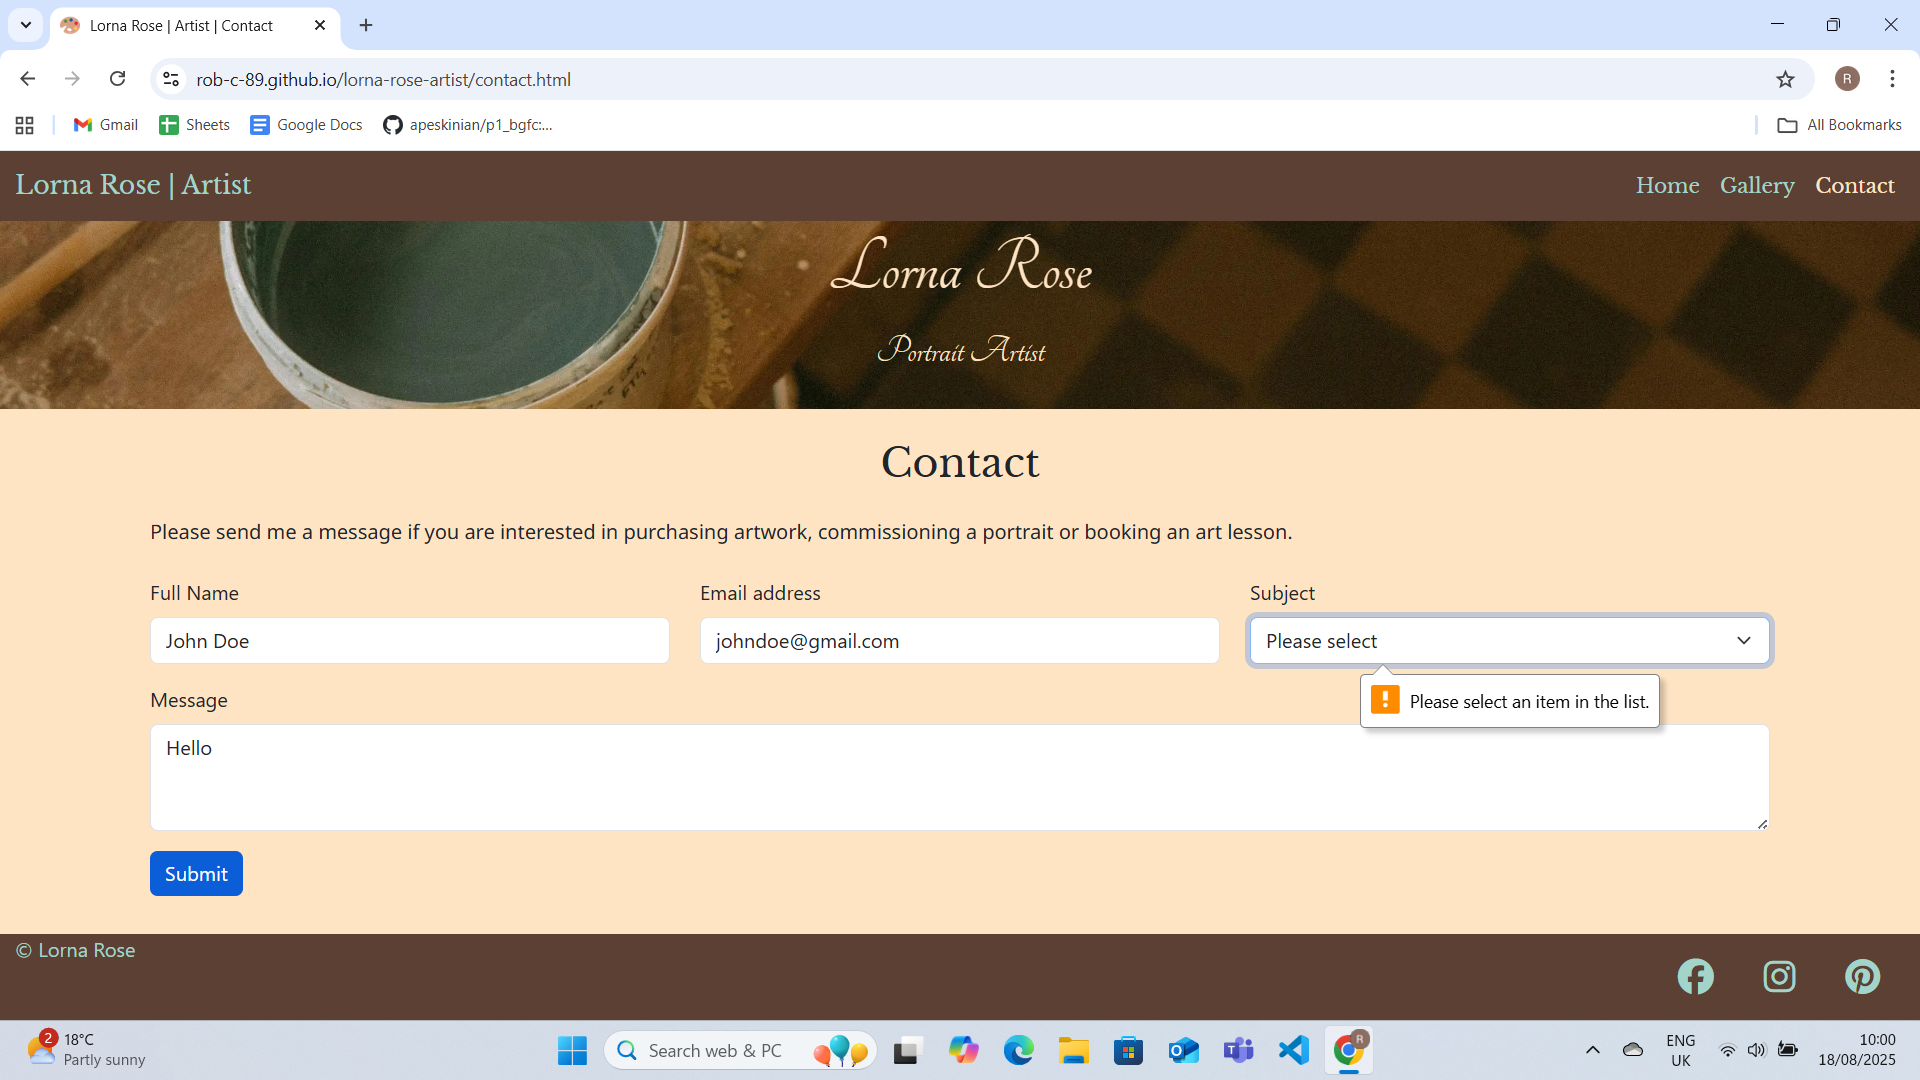 Lorna Rose | Artist | Contact
rob-c-89.github.io/lorna-rose-artist/contact.html
R
Gmail
Sheets
Google Docs
apeskinian/p1_bgfc:...
All Bookmarks
Lorna Rose | Artist
Home
Gallery
Contact
Lorna Rose
Portrait Artist
Contact
Please send me a message if you are interested in purchasing artwork, commissioning a portrait or booking an art lesson.
Full Name
Email address
Subject
John Doe
johndoe@gmail.com
Please select
Please select an item in the list.
Message
Hello
Submit
© Lorna Rose
2
18°C
Partly sunny
Search web & PC
R
ENG
UK
10:00
18/08/2025